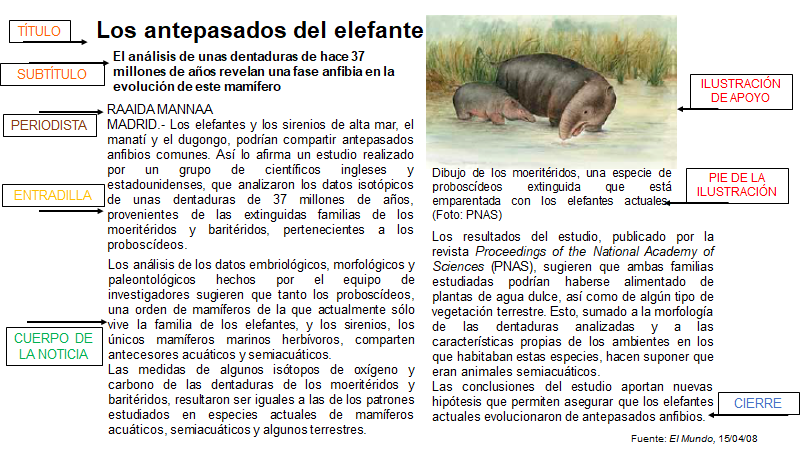 TÍTULO
Los antepasados del elefante
SUBTÍTULO
El análisis de unas dentaduras de hace 37
millones de años revelan una fase anfibia en la
evolución de este mamífero
PERIODISTA
RAAIDA MANNAA
ENTRADILLA
MADRID.- Los elefantes y los sirenios de alta mar, el
manatí y el dugongo, podrían compartir antepasados
anfibios comunes. Así lo afirma un estudio realizado
por un grupo de científicos ingleses y
estadounidenses, que analizaron los datos isotópicos
de unas dentaduras de 37 millones de años,
provenientes de las extinguidas familias de los
moeritéridos y baritéridos, pertenecientes a los
proboscídeos.
CUERPO DE
LA NOTICIA
Los análisis de los datos embriológicos, morfológicos y
paleontológicos hechos por el equipo de
investigadores sugieren que tanto los proboscídeos,
una orden de mamíferos de la que actualmente sólo
vive la familia de los elefantes, y los sirenios, los
únicos mamíferos marinos herbívoros, comparten
antecesores acuáticos y semiacuáticos.
Las medidas de algunos isótopos de oxígeno y
carbono de las dentaduras de los moeritéridos y
baritéridos, resultaron ser iguales a las de los patrones
estudiados en especies actuales de mamíferos
acuáticos, semiacuáticos y algunos terrestres.
ILUSTRACIÓN
DE APOYO
PIE DE LA
ILUSTRACIÓN
Dibujo de los moeritéridos, una especie de
proboscídeos extinguida que está
emparentada con los elefantes actuales.
(Foto: PNAS)
Los resultados del estudio, publicado por la
revista Proceedings of the National Academy of
Sciences (PNAS), sugieren que ambas familias
estudiadas podrían haberse alimentado de
plantas de agua dulce, así como de algún tipo de
vegetación terrestre. Esto, sumado a la morfología
de las dentaduras analizadas y a las
características propias de los ambientes en los
que habitaban estas especies, hacen suponer que
eran animales semiacuáticos.
Las conclusiones del estudio aportan nuevas
hipótesis que permiten asegurar que los elefantes
actuales evolucionaron de antepasados anfibios.
CIERRE
Fuente: El Mundo, 15/04/08